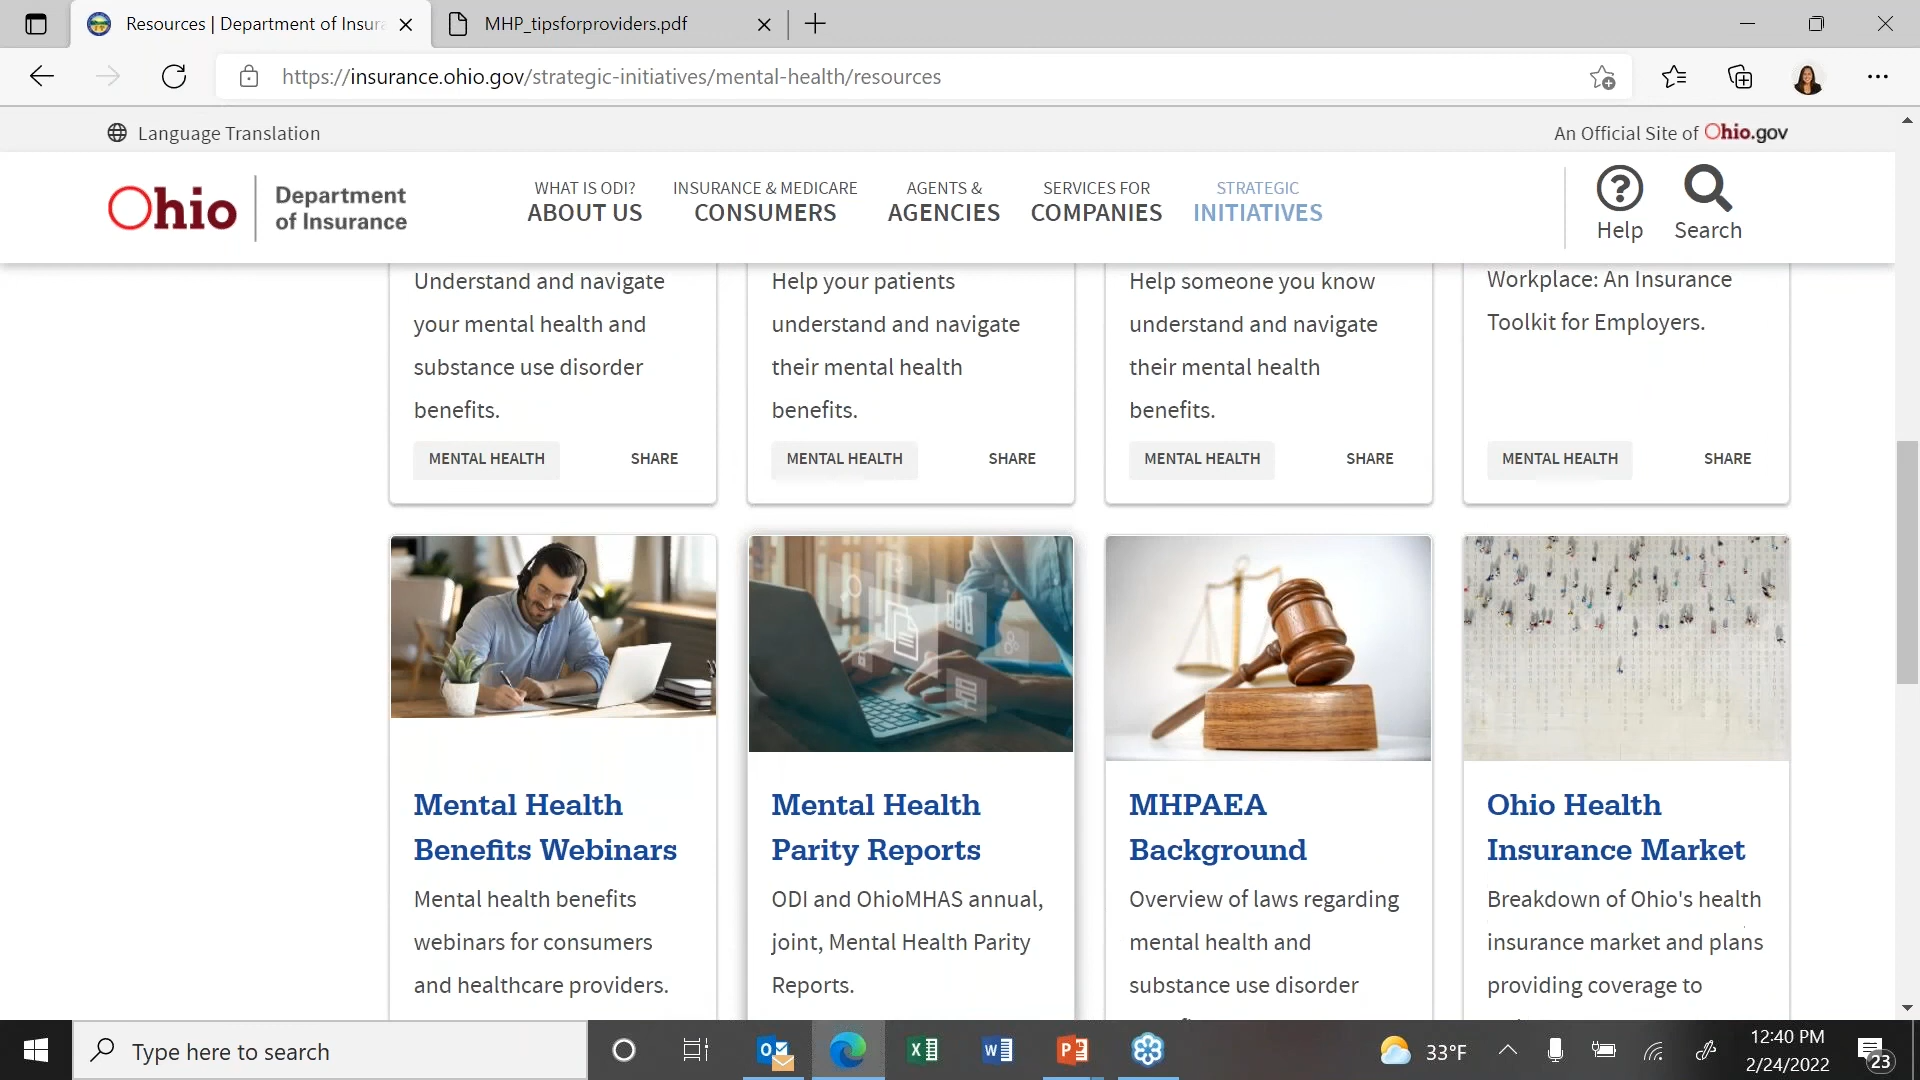 Resources | Department of Insur
MHP_tipsforproviders.pdf
https://insurance.ohio.gov/strategic-initiatives/mental-health/resources
Language Translation
An Official Site of Ohio.gov
Ohio
Department
of Insurance
WHAT IS ODI?
ABOUT US
INSURANCE & MEDICARE
CONSUMERS
AGENTS &
AGENCIES
SERVICES FOR
COMPANIES
STRATEGIC
INITIATIVES
Help
Search
Understand and navigate
your mental health and
substance use disorder
benefits.
MENTAL HEALTH
SHARE
Help your patients
understand and navigate
their mental health
benefits.
MENTAL HEALTH
SHARE
Help someone you know
understand and navigate
their mental health
benefits.
MENTAL HEALTH
SHARE
Workplace: An Insurance
Toolkit for Employers.
MENTAL HEALTH
SHARE
Mental Health
Benefits Webinars
Mental health benefits
webinars for consumers
and healthcare providers.
Mental Health
Parity Reports
ODI and OhioMHAS annual,
joint, Mental Health Parity
Reports.
MHPAEA
Background
Overview of laws regarding
mental health and
substance use disorder
Ohio Health
Insurance Market
Breakdown of Ohio's health
insurance market and plans
providing coverage to
Type here to search
33°F
12:40 PM
2/24/2022
23